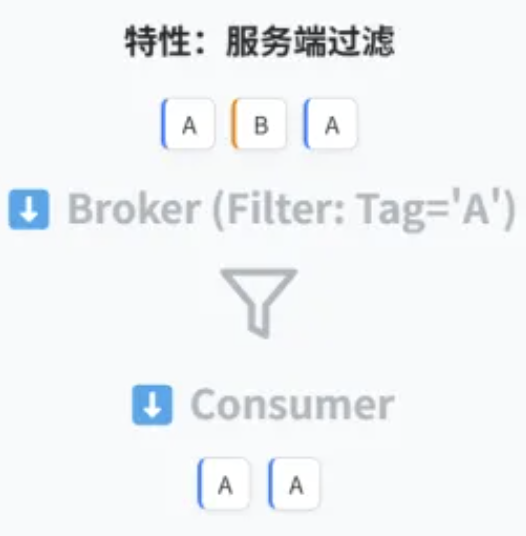 特性：服务端过滤
A B A
⬇️ Broker (Filter: Tag='A')
⬇️ Consumer
A A